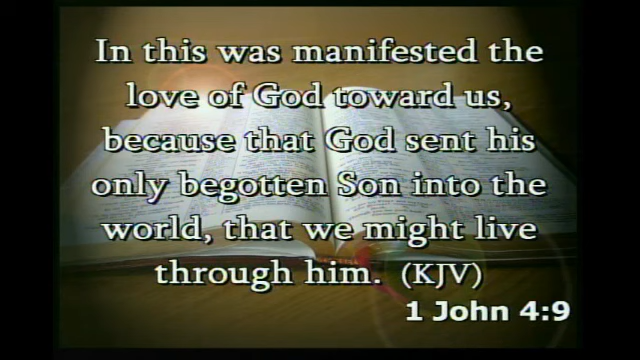 In this was manifested the
love of God toward us,
because that God sent his
only begotten Son into the
world, that we might live
through him. (KJV)
1 John 4:9